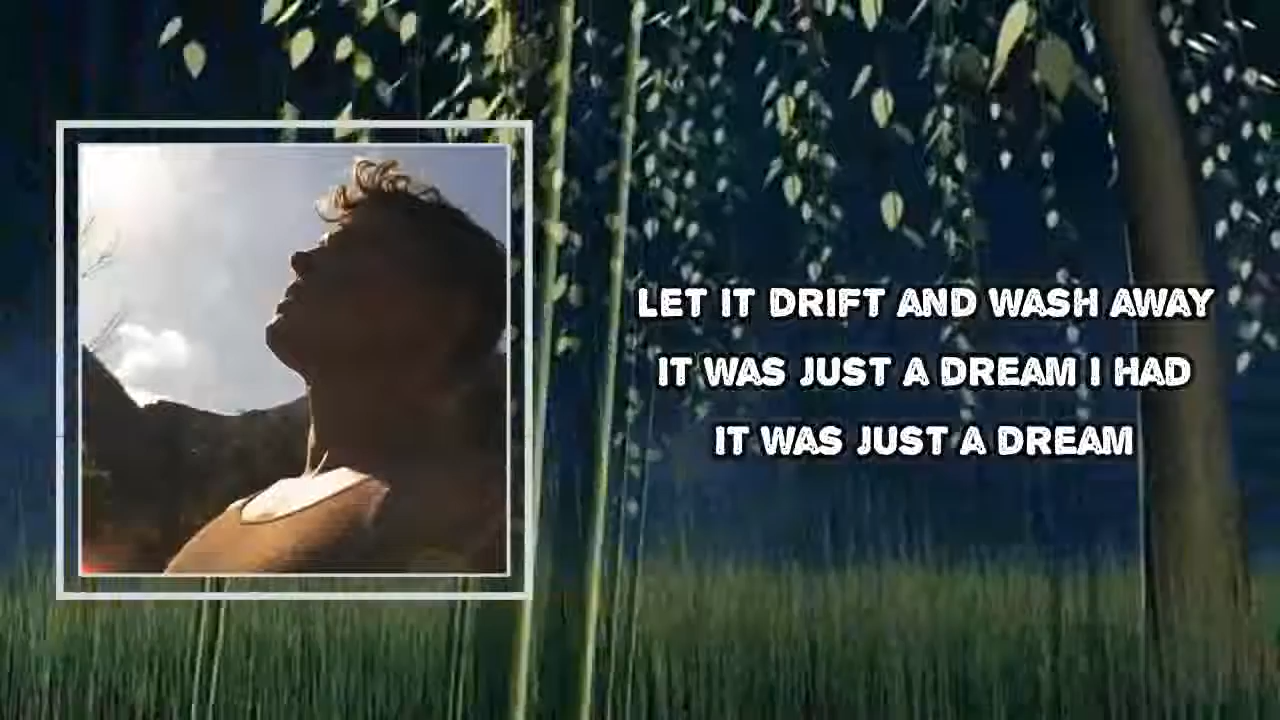 LET IT DRIFT AND WASH AWAY
IT WAS JUST A DREAM I HAD
IT WAS JUST A DREAM